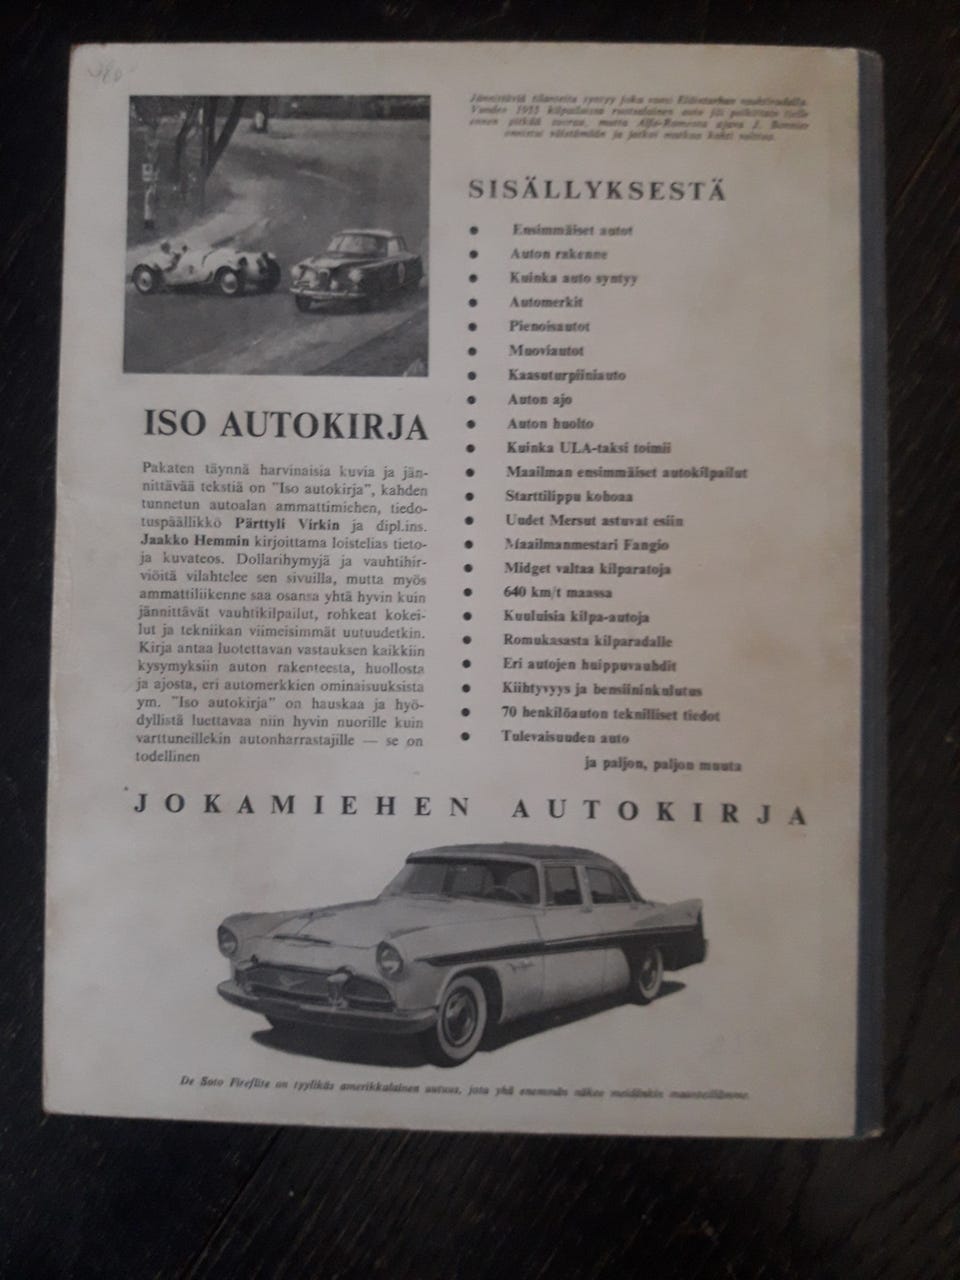 Jännittäviä tilanteita syntyy joka vuosi Eläintarhan vauhtiradalla.
Vuoden 1955 kilpailuissa ruotsalainen auto jäi poikittain tielle
ennen pitkää suoraa, mutta Alfa-Romeota ajava J. Bonnier
onnistui väistämään ja jatkoi matkaa kohti voittoa.
SISÄLLYKSESTÄ
● Ensimmäiset autot
● Auton rakenne
● Kuinka auto syntyy
● Automerkit
● Pienoisautot
● Muoviautot
● Kaasuturpiiniauto
● Auton ajo
● Auton huolto
● Kuinka ULA-taksi toimii
● Maailman ensimmäiset autokilpailut
● Starttilippu kohoaa
● Uudet Mersut astuvat esiin
● Maailmanmestari Fangio
● Midget valtaa kilparatoja
● 640 km/t maassa
● Kuuluisia kilpa-autoja
● Romukasasta kilparadalle
● Eri autojen huippuvauhdit
● Kiihtyvyys ja bensiininkulutus
● 70 henkilöauton teknilliset tiedot
● Tulevaisuuden auto
ja paljon, paljon muuta
ISO AUTOKIRJA
Pakaten täynnä harvinaisia kuvia ja jän-
nittävää tekstiä on "Iso autokirja", kahden
tunnetun autoalan ammattimiehen, tiedo-
tuspäällikkö Pärttyli Virkin ja dipl.ins.
Jaakko Hemmin kirjoittama loistelias tieto-
ja kuvateos. Dollarihymyjä ja vauhtihir-
viöitä vilahtelee sen sivuilla, mutta myös
ammattiliikenne saa osansa yhtä hyvin kuin
jännittävät vauhtikilpailut, rohkeat kokei-
lut ja tekniikan viimeisimmät uutuudetkin.
Kirja antaa luotettavan vastauksen kaikkiin
kysymyksiin auton rakenteesta, huollosta
ja ajosta, eri automerkkien ominaisuuksista
ym. "Iso autokirja" on hauskaa ja hyö-
dyllistä luettavaa niin hyvin nuorille kuin
varttuneillekin autonharrastajille — se on
todellinen
JOKAMIEHEN AUTOKIRJA
De Soto Fireflite on tyylikäs amerikkalainen uutuus, jota yhä enemmän näkee meidänkin maanteillämme.